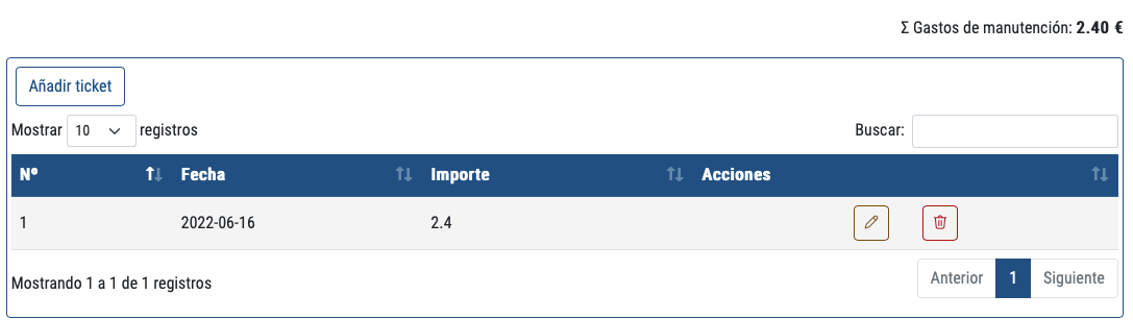 Σ Gastos de manutención: 2.40 €
Añadir ticket
Mostrar 10 registros Buscar:
Nº Fecha Importe Acciones
1 2022-06-16 2.4
Mostrando 1 a 1 de 1 registros Anterior 1 Siguiente